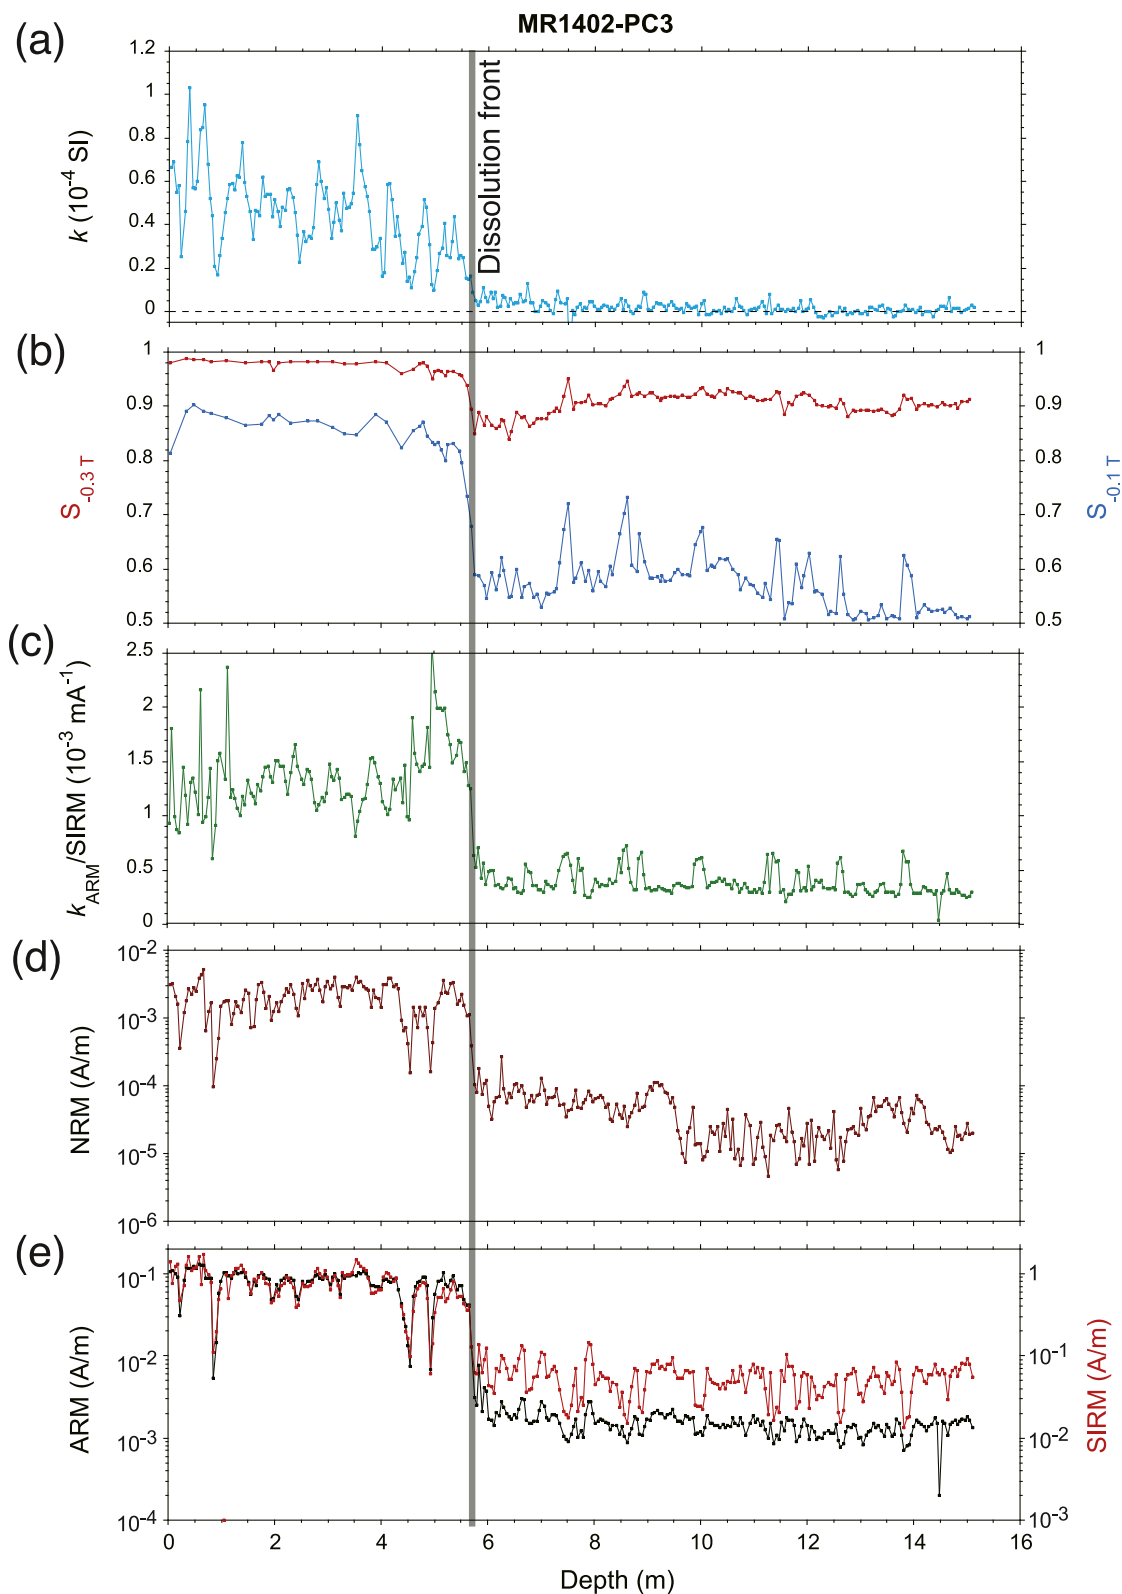 MR1402-PC3
(a)
1.2
1
0.8
0.6
0.4
0.2
0
k (10⁻⁴ SI)
Dissolution front
(b)
1
0.9
0.8
0.7
0.6
0.5
S₋₀.₃ T
1
0.9
0.8
0.7
0.6
0.5
S₋₀.₁ T
(c)
2.5
2
1.5
1
0.5
0
k_ARM/SIRM (10⁻³ mA⁻¹)
(d)
10⁻²
10⁻³
10⁻⁴
10⁻⁵
10⁻⁶
NRM (A/m)
(e)
10⁻¹
10⁻²
10⁻³
10⁻⁴
ARM (A/m)
1
10⁻¹
10⁻²
10⁻³
SIRM (A/m)
0 2 4 6 8 10 12 14 16
Depth (m)